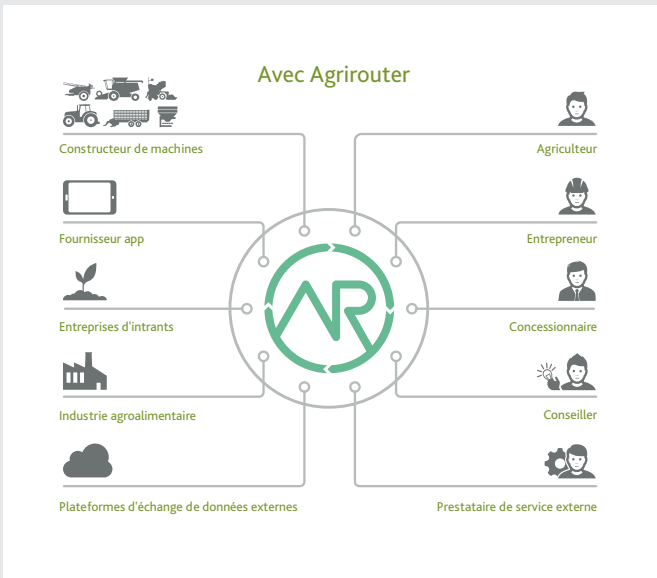 Avec Agrirouter
Constructeur de machines
Agriculteur
Fournisseur app
Entrepreneur
AR
Entreprises d'intrants
Concessionnaire
Industrie agroalimentaire
Conseiller
Plateformes d'échange de données externes
Prestataire de service externe